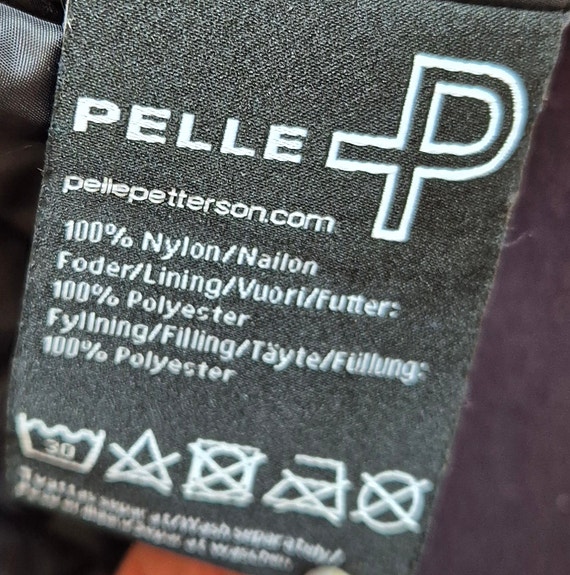 PELLE P
pellepetterson.com
100% Nylon/Nailon
Foder/Lining/Vuori/Futter:
100% Polyester
Fyllning/Filling/Täyte/Füllung:
100% Polyester
30
separately/